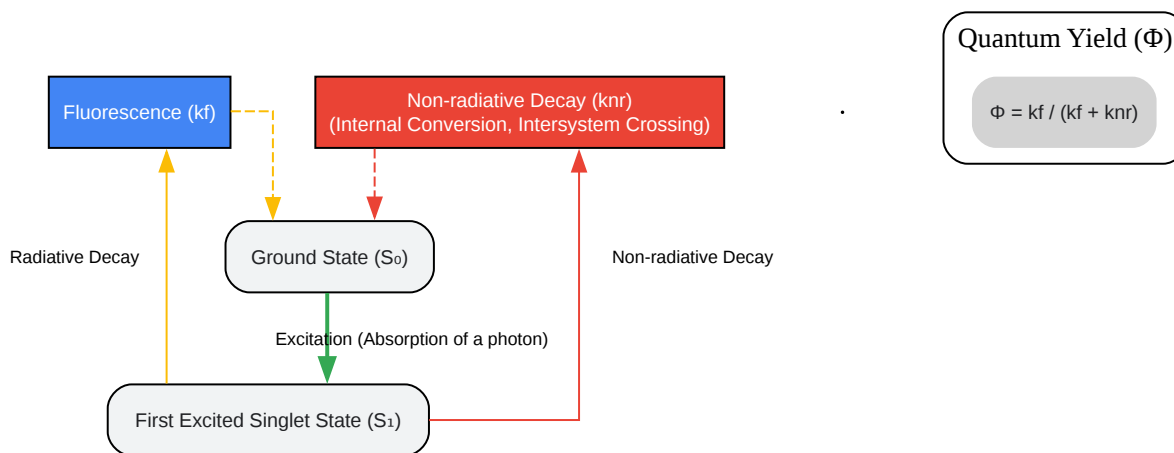 Quantum Yield (Φ)
Φ = kf / (kf + knr)
Fluorescence (kf)
Non-radiative Decay (knr)
(Internal Conversion, Intersystem Crossing)
Ground State (S₀)
Radiative Decay
Non-radiative Decay
Excitation (Absorption of a photon)
First Excited Singlet State (S₁)